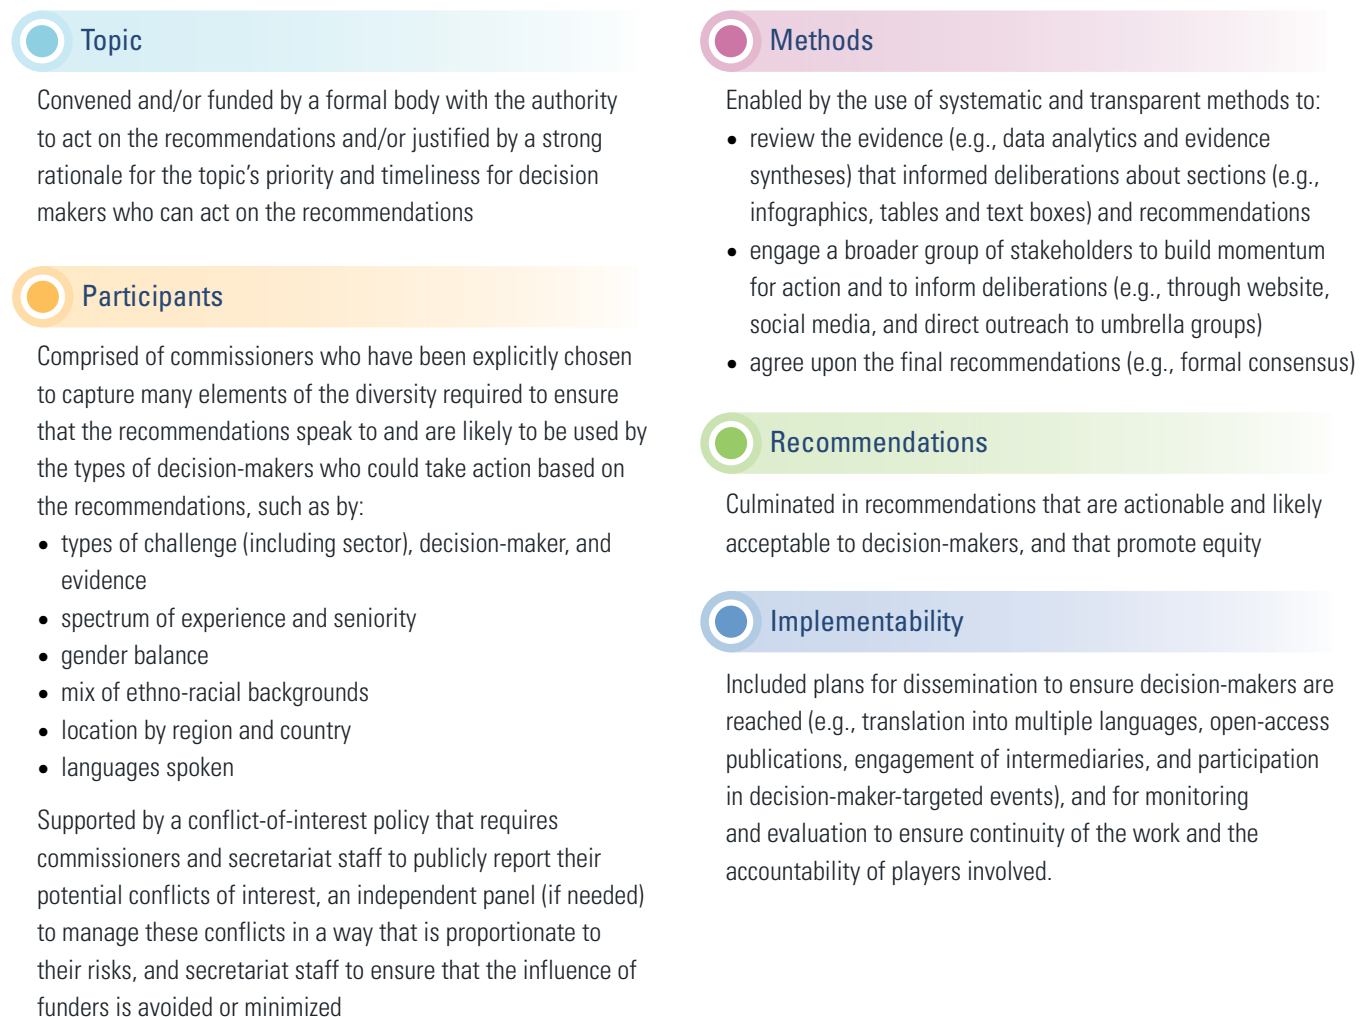 Topic
Convened and/or funded by a formal body with the authority
to act on the recommendations and/or justified by a strong
rationale for the topic’s priority and timeliness for decision
makers who can act on the recommendations
Participants
Comprised of commissioners who have been explicitly chosen
to capture many elements of the diversity required to ensure
that the recommendations speak to and are likely to be used by
the types of decision-makers who could take action based on
the recommendations, such as by:
• types of challenge (including sector), decision-maker, and
evidence
• spectrum of experience and seniority
• gender balance
• mix of ethno-racial backgrounds
• location by region and country
• languages spoken
Supported by a conflict-of-interest policy that requires
commissioners and secretariat staff to publicly report their
potential conflicts of interest, an independent panel (if needed)
to manage these conflicts in a way that is proportionate to
their risks, and secretariat staff to ensure that the influence of
funders is avoided or minimized
Methods
Enabled by the use of systematic and transparent methods to:
• review the evidence (e.g., data analytics and evidence
syntheses) that informed deliberations about sections (e.g.,
infographics, tables and text boxes) and recommendations
• engage a broader group of stakeholders to build momentum
for action and to inform deliberations (e.g., through website,
social media, and direct outreach to umbrella groups)
• agree upon the final recommendations (e.g., formal consensus)
Recommendations
Culminated in recommendations that are actionable and likely
acceptable to decision-makers, and that promote equity
Implementability
Included plans for dissemination to ensure decision-makers are
reached (e.g., translation into multiple languages, open-access
publications, engagement of intermediaries, and participation
in decision-maker-targeted events), and for monitoring
and evaluation to ensure continuity of the work and the
accountability of players involved.